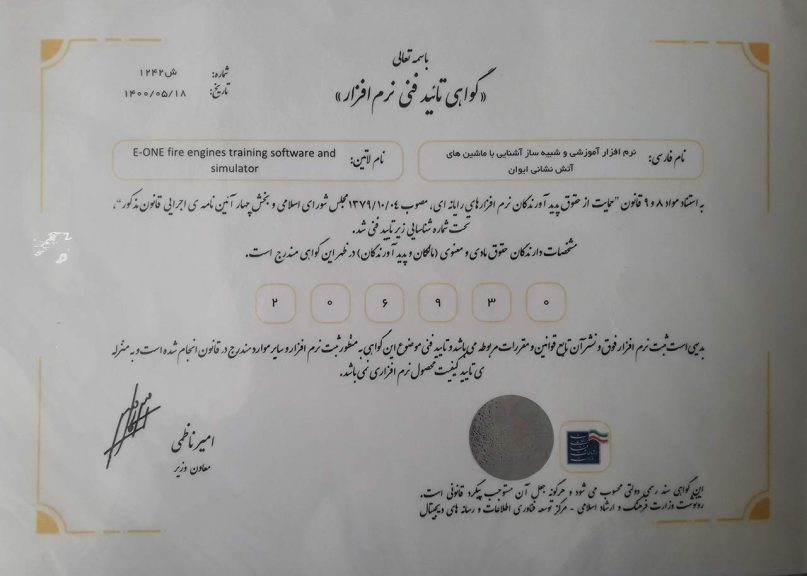 باسمه تعالی
«گواهی تائید فنی نرم افزار»
شماره: ش۱۲۴۲
تاریخ: ۱۴۰۰/۰۵/۱۸
نام فارسی: نرم افزار آموزشی و شبیه ساز آشنایی با ماشین های
آتش نشانی ایوان
نام لاتین: E-ONE fire engines training software and
simulator
به استناد مواد ۸ و ۹ قانون "حمایت از حقوق پدید آورندگان نرم افزارهای رایانه ای، مصوب ۱۳۷۹/۱۰/۰۴ مجلس شورای اسلامی و بخش چهار آئین نامه ی اجرایی قانون مذکور"،
تحت شماره شناسایی زیر تایید فنی شد.
مشخصات دارندگان حقوق مادی و معنوی (مالکان و پدید آورندگان) در ظهر این گواهی مندرج است.
۲ ۰ ۶ ۹ ۳ ۰
بدیهی است ثبت نرم افزار فوق و نشر آن تابع قوانین و مقررات مربوطه می باشد و تایید فنی موضوع این گواهی به منظور ثبت نرم افزار و سایر موارد مندرج در قانون انجام شده است و به منزله
ی تایید کیفیت محصول نرم افزاری نمی باشد.
امیر ناظمی
معاون وزیر
این گواهی سند رسمی دولتی محسوب می شود و هرگونه جعل آن مستوجب پیگرد قانونی است.
رونوشت وزارت فرهنگ و ارشاد اسلامی - مرکز توسعه فناوری اطلاعات و رسانه های دیجیتال